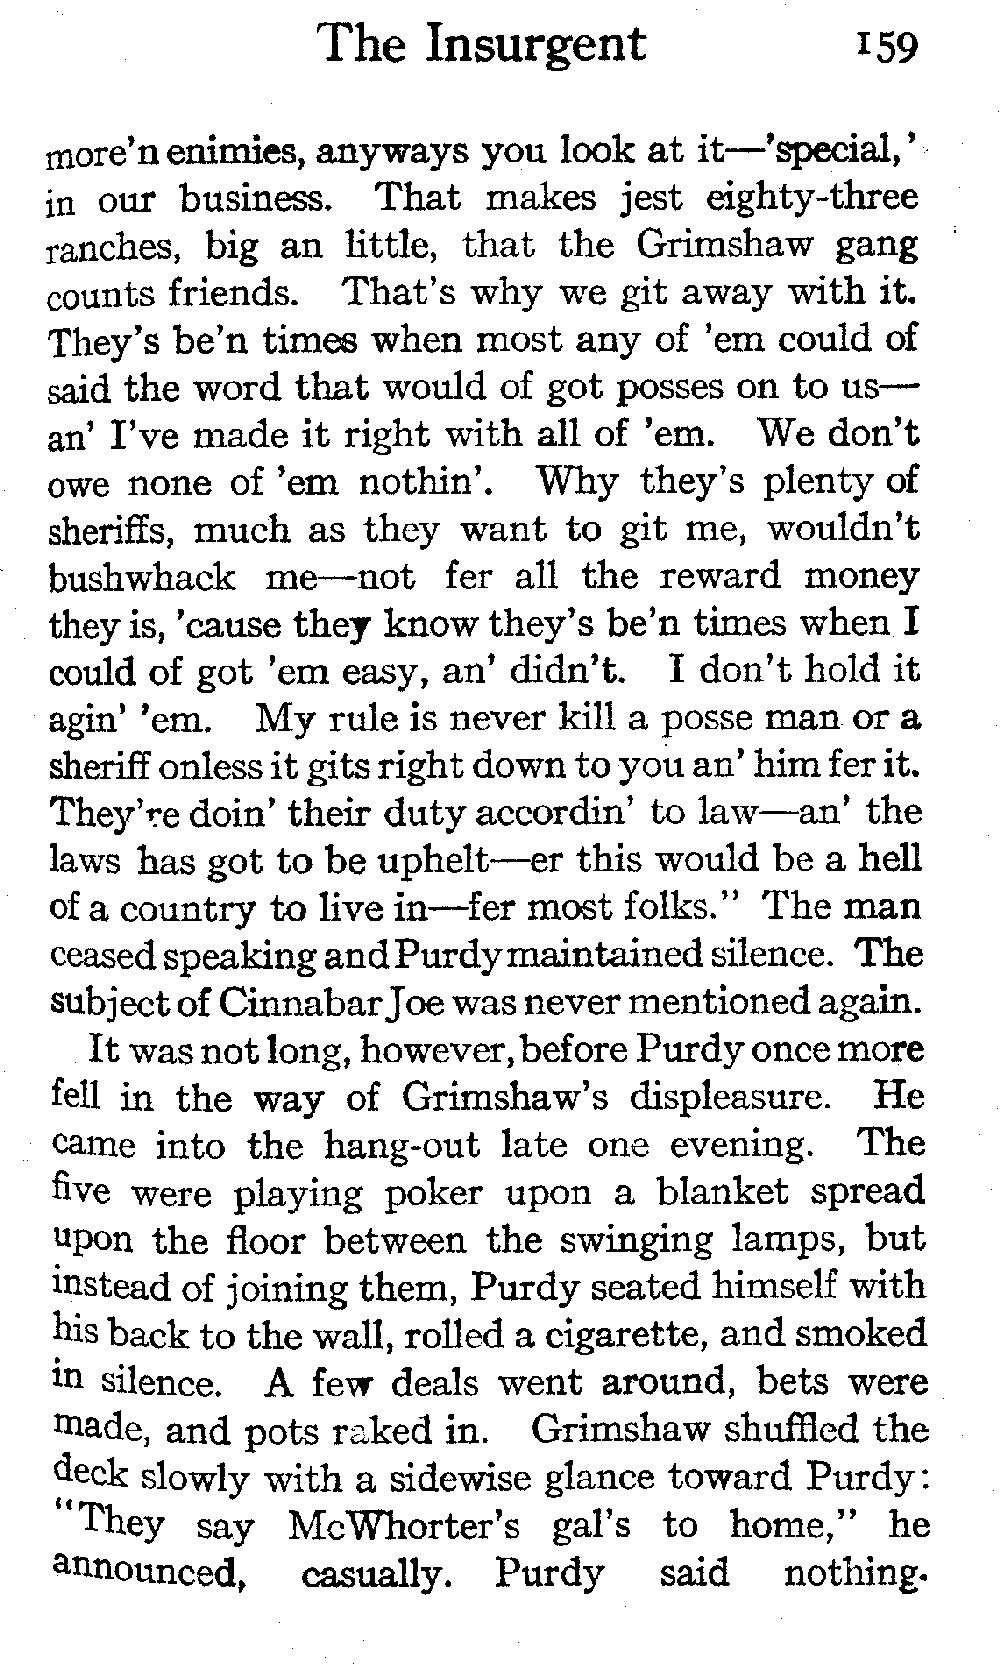 The Insurgent 159
more'n enimies, anyways you look at it—'special,'
in our business. That makes jest eighty-three
ranches, big an little, that the Grimshaw gang
counts friends. That's why we git away with it.
They's be'n times when most any of 'em could of
said the word that would of got posses on to us—
an' I've made it right with all of 'em. We don't
owe none of 'em nothin'. Why they's plenty of
sheriffs, much as they want to git me, wouldn't
bushwhack me—not fer all the reward money
they is, 'cause they know they's be'n times when I
could of got 'em easy, an' didn't. I don't hold it
agin' 'em. My rule is never kill a posse man or a
sheriff onless it gits right down to you an' him fer it.
They're doin' their duty accordin' to law—an' the
laws has got to be uphelt—er this would be a hell
of a country to live in—fer most folks." The man
ceased speaking and Purdy maintained silence. The
subject of Cinnabar Joe was never mentioned again.
It was not long, however, before Purdy once more
fell in the way of Grimshaw's displeasure. He
came into the hang-out late one evening. The
five were playing poker upon a blanket spread
upon the floor between the swinging lamps, but
instead of joining them, Purdy seated himself with
his back to the wall, rolled a cigarette, and smoked
in silence. A few deals went around, bets were
made, and pots raked in. Grimshaw shuffled the
deck slowly with a sidewise glance toward Purdy:
"They say McWhorter's gal's to home," he
announced, casually. Purdy said nothing.